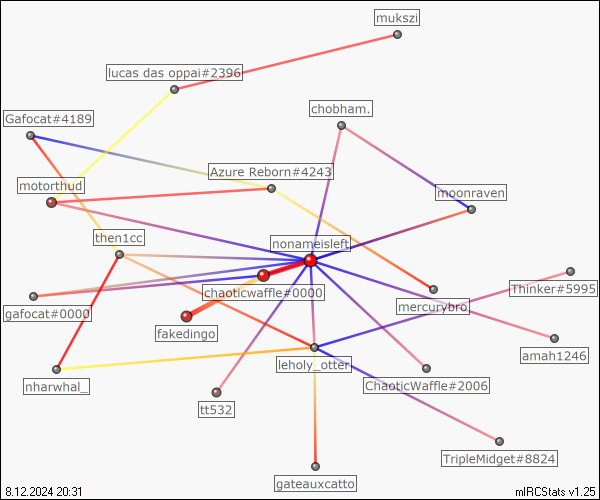 mukszi
lucas das oppai#2396
chobham.
Gafocat#4189
Azure Reborn#4243
motorthud
moonraven
then1cc
nonameisleft
chaoticwaffle#0000
Thinker#5995
mercurybro
gafocat#0000
fakedingo
amah1246
leholy_otter
nharwhal_
ChaoticWaffle#2006
tt532
TripleMidget#8824
gateauxcatto
8.12.2024 20:31
mIRCStats v1.25